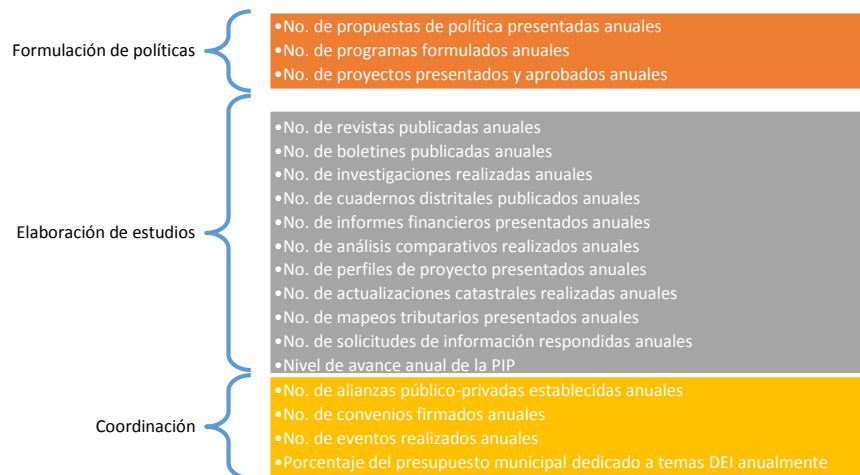 Formulación de políticas
•No. de propuestas de política presentadas anuales
•No. de programas formulados anuales
•No. de proyectos presentados y aprobados anuales
Elaboración de estudios
•No. de revistas publicadas anuales
•No. de boletines publicadas anuales
•No. de investigaciones realizadas anuales
•No. de cuadernos distritales publicados anuales
•No. de informes financieros presentados anuales
•No. de análisis comparativos realizados anuales
•No. de perfiles de proyecto presentados anuales
•No. de actualizaciones catastrales realizadas anuales
•No. de mapeos tributarios presentados anuales
•No. de solicitudes de información respondidas anuales
•Nivel de avance anual de la PIP
Coordinación
•No. de alianzas público-privadas establecidas anuales
•No. de convenios firmados anuales
•No. de eventos realizados anuales
•Porcentaje del presupuesto municipal dedicado a temas DEI anualmente